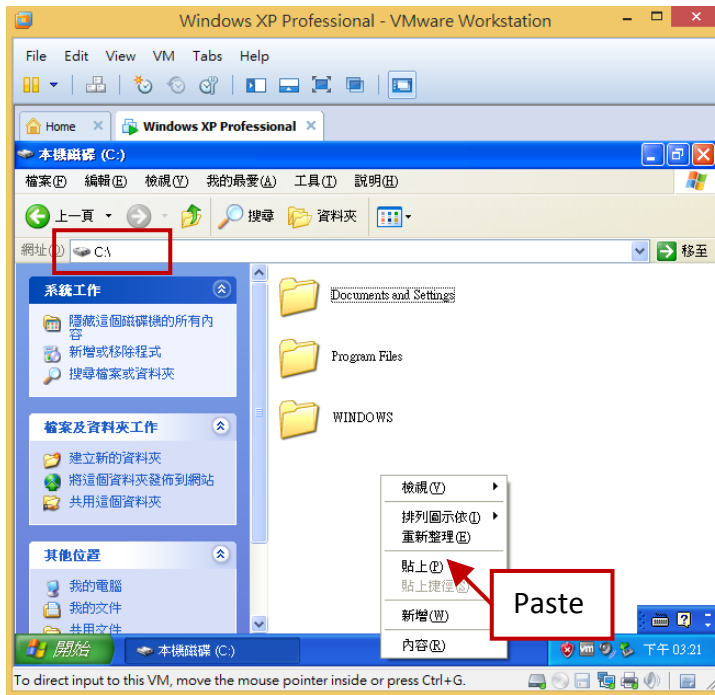 Windows XP Professional - VMware Workstation
File Edit View VM Tabs Help
Home
Windows XP Professional
本機磁碟 (C:)
檔案(F) 編輯(E) 檢視(V) 我的最愛(A) 工具(T) 說明(H)
上一頁 搜尋 資料夾
網址(D) C:\ 移至
系統工作
隱藏這個磁碟機的所有內
容
新增或移除程式
搜尋檔案或資料夾
檔案及資料夾工作
建立新的資料夾
將這個資料夾發佈到網站
共用這個資料夾
其他位置
我的電腦
我的文件
共用文件
Documents and Settings
Program Files
WINDOWS
檢視(V)
排列圖示依(I)
重新整理(E)
貼上(P)
貼上捷徑(S)
新增(W)
內容(R)
Paste
開始 本機磁碟 (C:) 下午 03:21
To direct input to this VM, move the mouse pointer inside or press Ctrl+G.